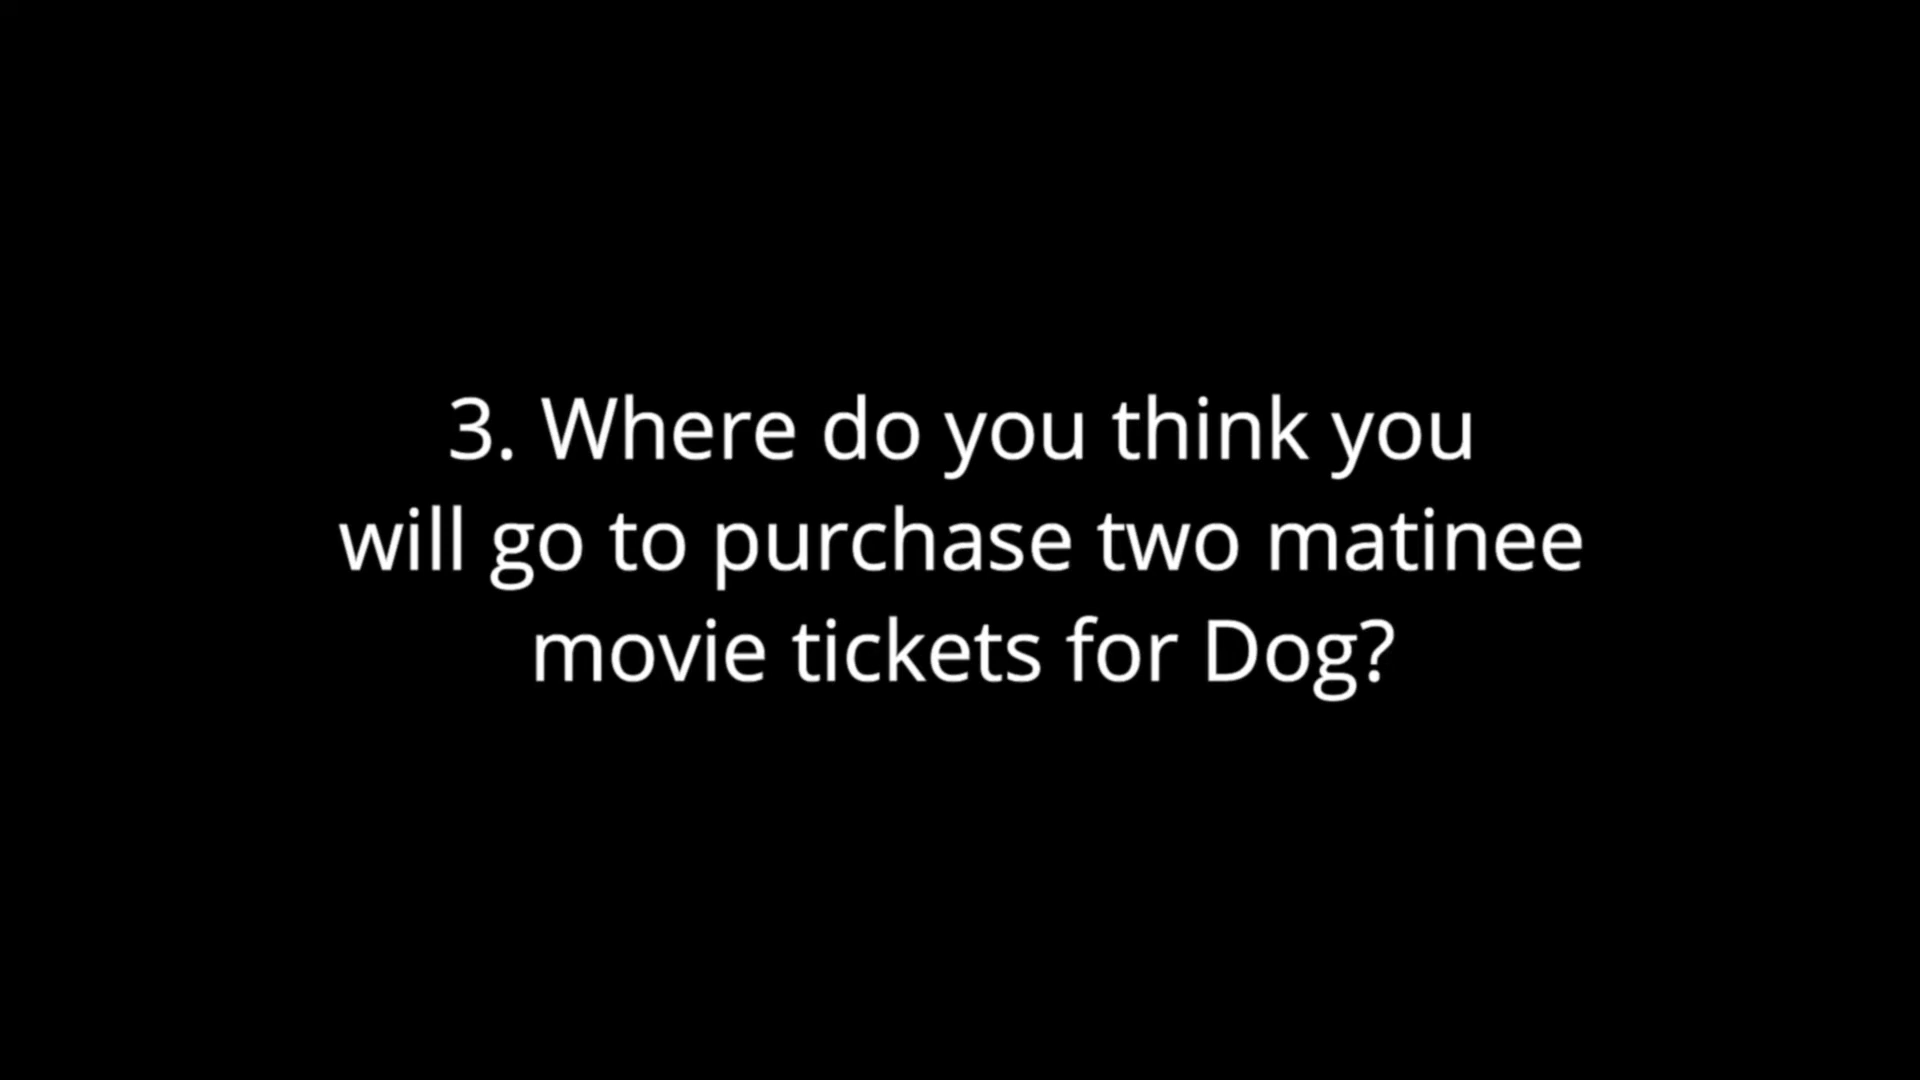 3. Where do you think you
will go to purchase two matinee
movie tickets for Dog?